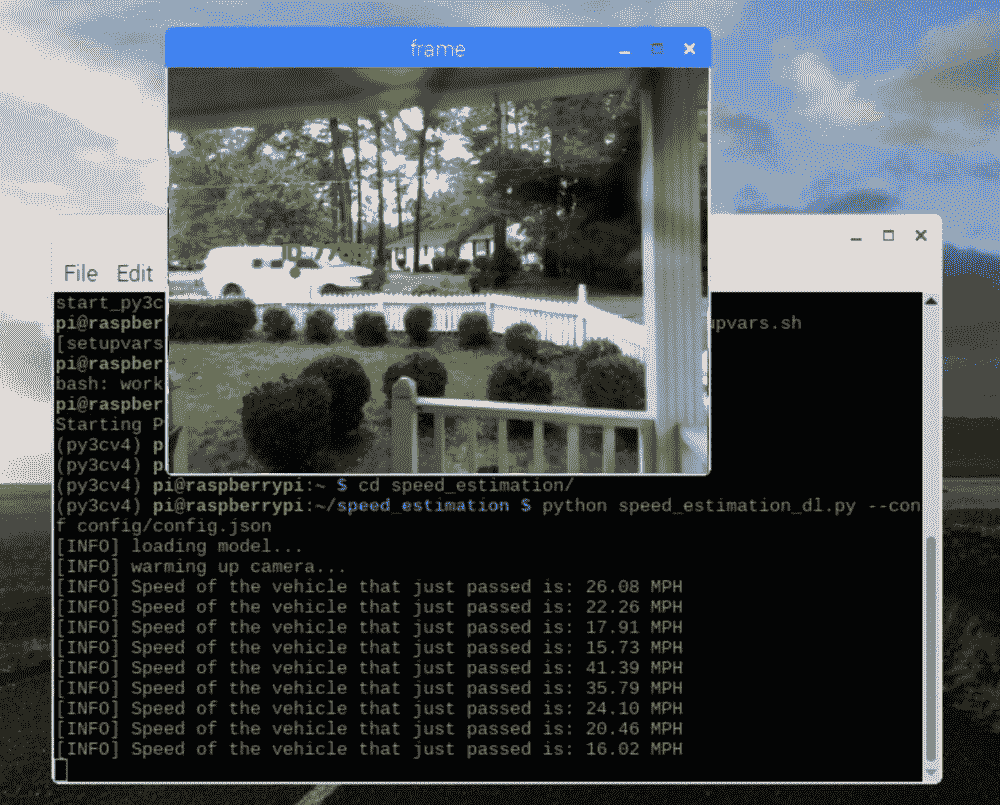 frame
File Edit
start_py3c
pi@raspberr
upvars.sh
[setupvars
pi@raspber
bash: work
pi@raspber
Starting P
(py3cv4) p
(py3cv4) p
(py3cv4) pi@raspberrypi:~ $ cd speed_estimation/
(py3cv4) pi@raspberrypi:~/speed_estimation $ python speed_estimation_dl.py --con
f config/config.json
[INFO] loading model...
[INFO] warming up camera...
[INFO] Speed of the vehicle that just passed is: 26.08 MPH
[INFO] Speed of the vehicle that just passed is: 22.26 MPH
[INFO] Speed of the vehicle that just passed is: 17.91 MPH
[INFO] Speed of the vehicle that just passed is: 15.73 MPH
[INFO] Speed of the vehicle that just passed is: 41.39 MPH
[INFO] Speed of the vehicle that just passed is: 35.79 MPH
[INFO] Speed of the vehicle that just passed is: 24.10 MPH
[INFO] Speed of the vehicle that just passed is: 20.46 MPH
[INFO] Speed of the vehicle that just passed is: 16.02 MPH